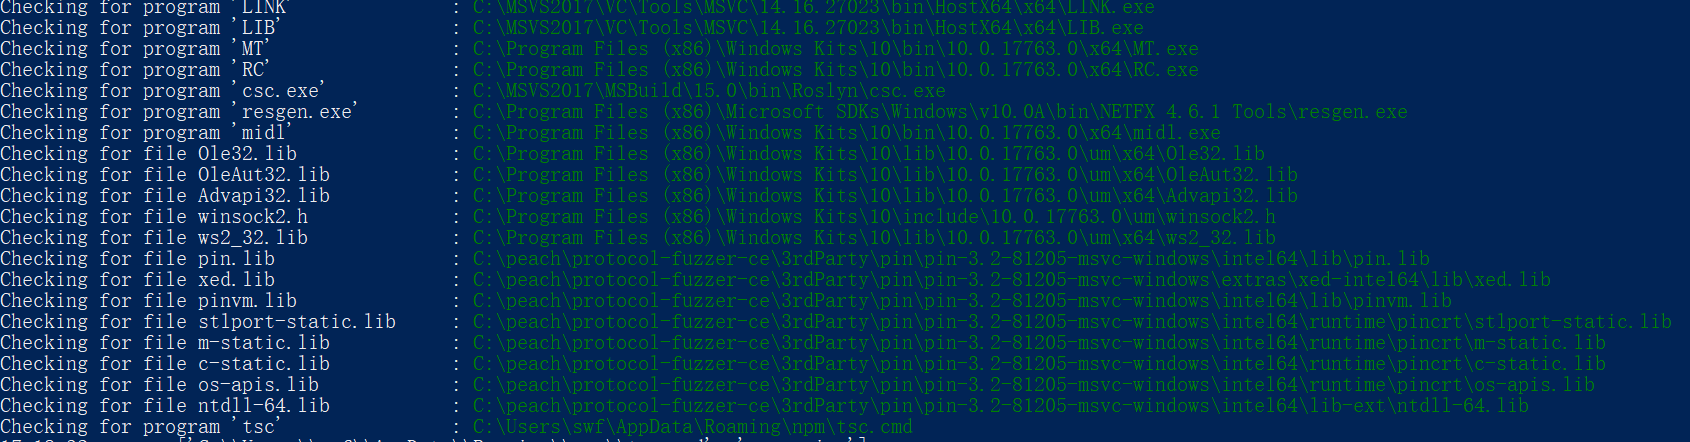 Checking for program 'LINK' : C:\MSVS2017\VC\Tools\MSVC\14.16.27023\bin\HostX64\x64\LINK.exe
Checking for program 'LIB' : C:\MSVS2017\VC\Tools\MSVC\14.16.27023\bin\HostX64\x64\LIB.exe
Checking for program 'MT' : C:\Program Files (x86)\Windows Kits\10\bin\10.0.17763.0\x64\MT.exe
Checking for program 'RC' : C:\Program Files (x86)\Windows Kits\10\bin\10.0.17763.0\x64\RC.exe
Checking for program 'csc.exe' : C:\MSVS2017\MSBuild\15.0\bin\Roslyn\csc.exe
Checking for program 'resgen.exe' : C:\Program Files (x86)\Microsoft SDKs\Windows\v10.0A\bin\NETFX 4.6.1 Tools\resgen.exe
Checking for program 'midl' : C:\Program Files (x86)\Windows Kits\10\bin\10.0.17763.0\x64\midl.exe
Checking for file Ole32.lib : C:\Program Files (x86)\Windows Kits\10\lib\10.0.17763.0\um\x64\Ole32.lib
Checking for file OleAut32.lib : C:\Program Files (x86)\Windows Kits\10\lib\10.0.17763.0\um\x64\OleAut32.lib
Checking for file Advapi32.lib : C:\Program Files (x86)\Windows Kits\10\lib\10.0.17763.0\um\x64\Advapi32.lib
Checking for file winsock2.h : C:\Program Files (x86)\Windows Kits\10\include\10.0.17763.0\um\winsock2.h
Checking for file ws2_32.lib : C:\Program Files (x86)\Windows Kits\10\lib\10.0.17763.0\um\x64\ws2_32.lib
Checking for file pin.lib : C:\peach\protocol-fuzzer-ce\3rdParty\pin\pin-3.2-81205-msvc-windows\intel64\lib\pin.lib
Checking for file xed.lib : C:\peach\protocol-fuzzer-ce\3rdParty\pin\pin-3.2-81205-msvc-windows\extras\xed-intel64\lib\xed.lib
Checking for file pinvm.lib : C:\peach\protocol-fuzzer-ce\3rdParty\pin\pin-3.2-81205-msvc-windows\intel64\lib\pinvm.lib
Checking for file stlport-static.lib : C:\peach\protocol-fuzzer-ce\3rdParty\pin\pin-3.2-81205-msvc-windows\intel64\runtime\pincrt\stlport-static.lib
Checking for file m-static.lib : C:\peach\protocol-fuzzer-ce\3rdParty\pin\pin-3.2-81205-msvc-windows\intel64\runtime\pincrt\m-static.lib
Checking for file c-static.lib : C:\peach\protocol-fuzzer-ce\3rdParty\pin\pin-3.2-81205-msvc-windows\intel64\runtime\pincrt\c-static.lib
Checking for file os-apis.lib : C:\peach\protocol-fuzzer-ce\3rdParty\pin\pin-3.2-81205-msvc-windows\intel64\runtime\pincrt\os-apis.lib
Checking for file ntdll-64.lib : C:\peach\protocol-fuzzer-ce\3rdParty\pin\pin-3.2-81205-msvc-windows\intel64\lib-ext\ntdll-64.lib
Checking for program 'tsc' : C:\Users\swf\AppData\Roaming\npm\tsc.cmd